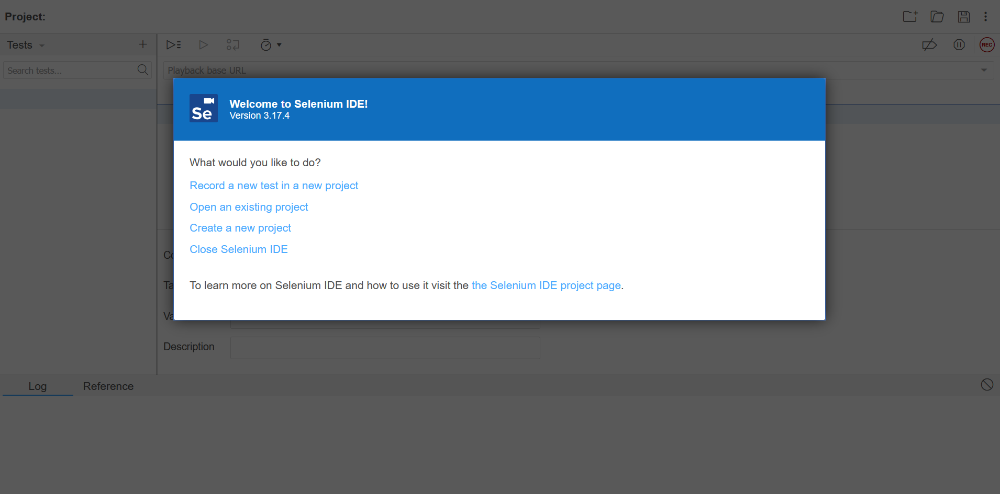 Project:
Tests
Search tests...
Playback base URL
REC
Se
Welcome to Selenium IDE!
Version 3.17.4
What would you like to do?
Record a new test in a new project
Open an existing project
Create a new project
Close Selenium IDE
To learn more on Selenium IDE and how to use it visit the the Selenium IDE project page.
Description
Log
Reference